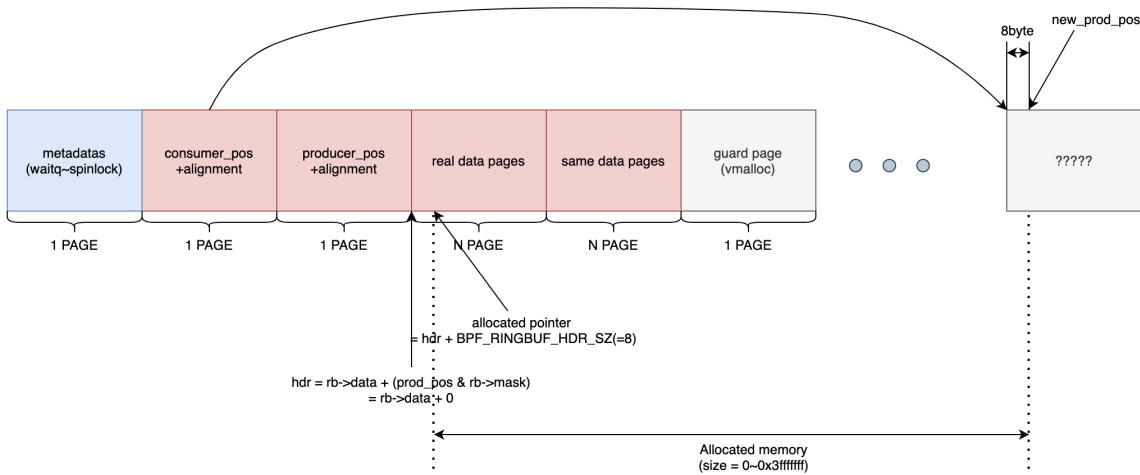 8byte
new_prod_pos
metadatas
(waitq~spinlock)
consumer_pos
+alignment
producer_pos
+alignment
real data pages
same data pages
guard page
(vmalloc)
?????
1 PAGE
1 PAGE
1 PAGE
N PAGE
N PAGE
1 PAGE
allocated pointer
= hdr + BPF_RINGBUF_HDR_SZ(=8)
hdr = rb->data + (prod_pos & rb->mask)
= rb->data + 0
Allocated memory
(size = 0~0x3fffffff)